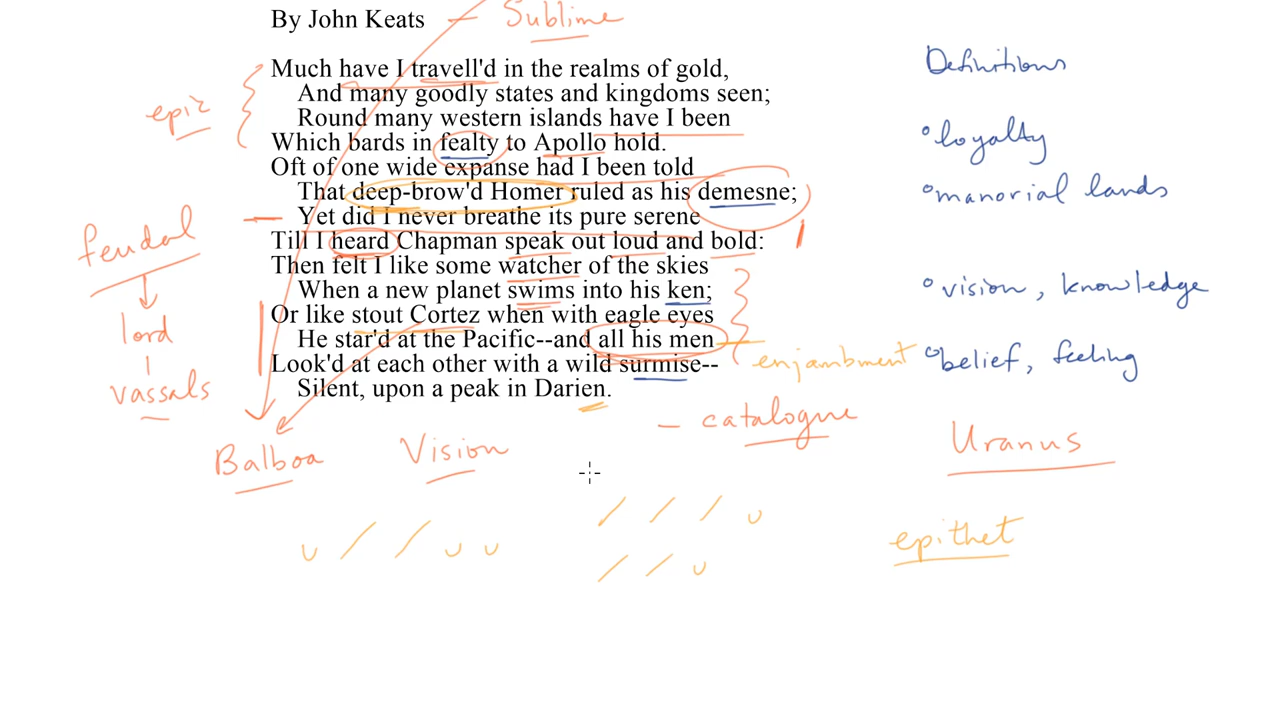 By John Keats
Sublime
Much have I travell'd in the realms of gold,
And many goodly states and kingdoms seen;
Round many western islands have I been
Which bards in fealty to Apollo hold.
Oft of one wide expanse had I been told
That deep-brow'd Homer ruled as his demesne;
Yet did I never breathe its pure serene
Till I heard Chapman speak out loud and bold:
Then felt I like some watcher of the skies
When a new planet swims into his ken;
Or like stout Cortez when with eagle eyes
He star'd at the Pacific--and all his men
Look'd at each other with a wild surmise--
Silent, upon a peak in Darien.
epic
feudal
lord
vassals
Balboa
Vision
enjambment
catalogue
Definitions
loyalty
manorial lands
vision, knowledge
belief, feeling
Uranus
epithet